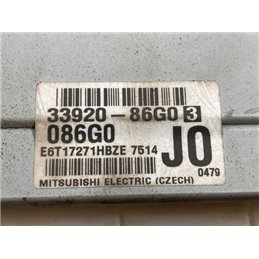 33920-86G0 3
086G0
E6T17271HBZE 7514
J0
0479
MITSUBISHI ELECTRIC (CZECH)